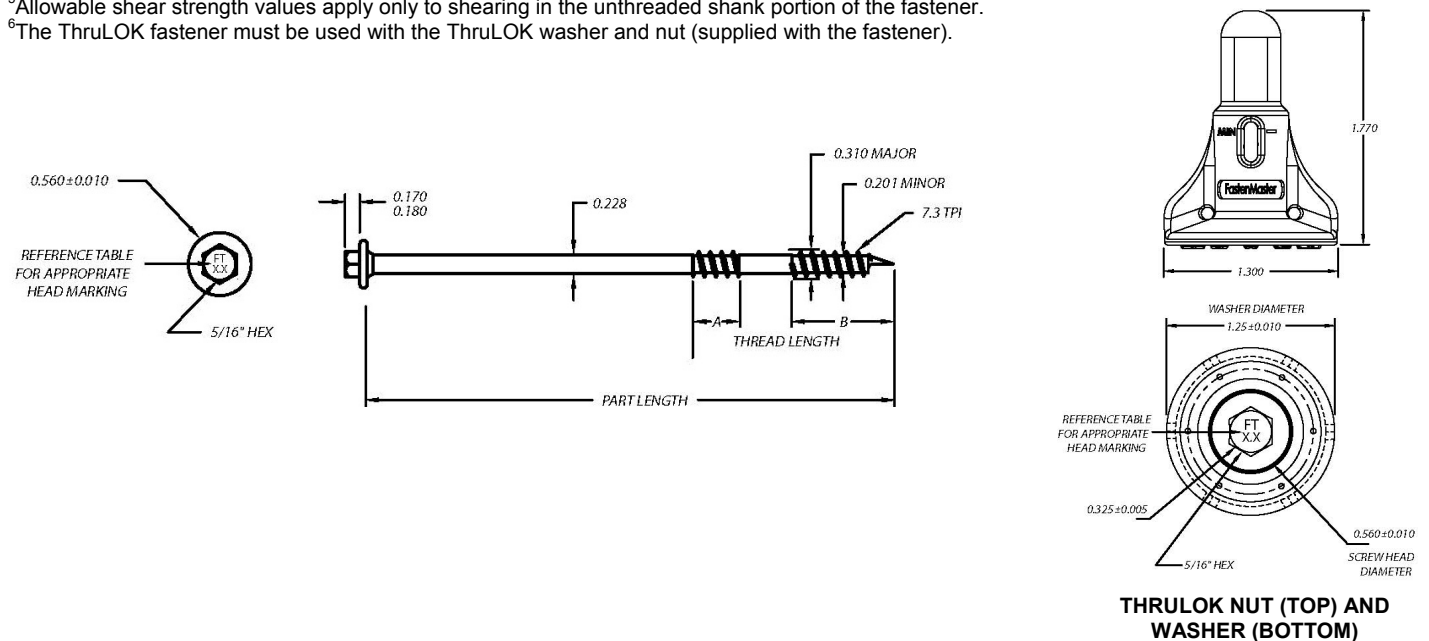 ⁵Allowable shear strength values apply only to shearing in the unthreaded shank portion of the fastener.
⁶The ThruLOK fastener must be used with the ThruLOK washer and nut (supplied with the fastener).
0.560±0.010
REFERENCE TABLE
FOR APPROPRIATE
HEAD MARKING
FT
X.X
5/16" HEX
0.170
0.180
0.228
0.310 MAJOR
0.201 MINOR
7.3 TPI
A
B
THREAD LENGTH
PART LENGTH
MIN
FastenMaster
1.770
1.300
WASHER DIAMETER
1.25±0.010
REFERENCE TABLE
FOR APPROPRIATE
HEAD MARKING
FT
X.X
0.325±0.005
5/16" HEX
0.560±0.010
SCREW HEAD
DIAMETER
THRULOK NUT (TOP) AND
WASHER (BOTTOM)